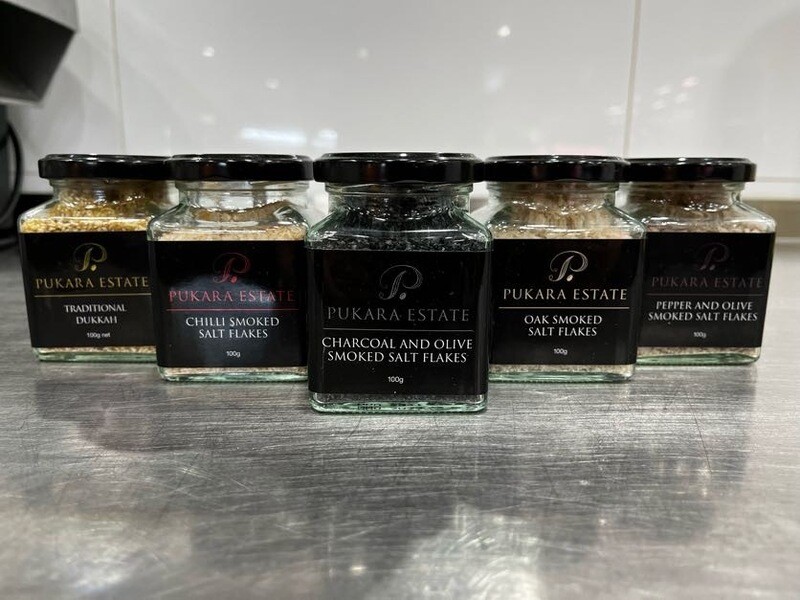 PUKARA ESTATE
TRADITIONAL
DUKKAH
100g net
PUKARA ESTATE
CHILLI SMOKED
SALT FLAKES
100g
PUKARA ESTATE
CHARCOAL AND OLIVE
SMOKED SALT FLAKES
100g
PUKARA ESTATE
OAK SMOKED
SALT FLAKES
100g
PUKARA ESTATE
PEPPER AND OLIVE
SMOKED SALT FLAKES
100g